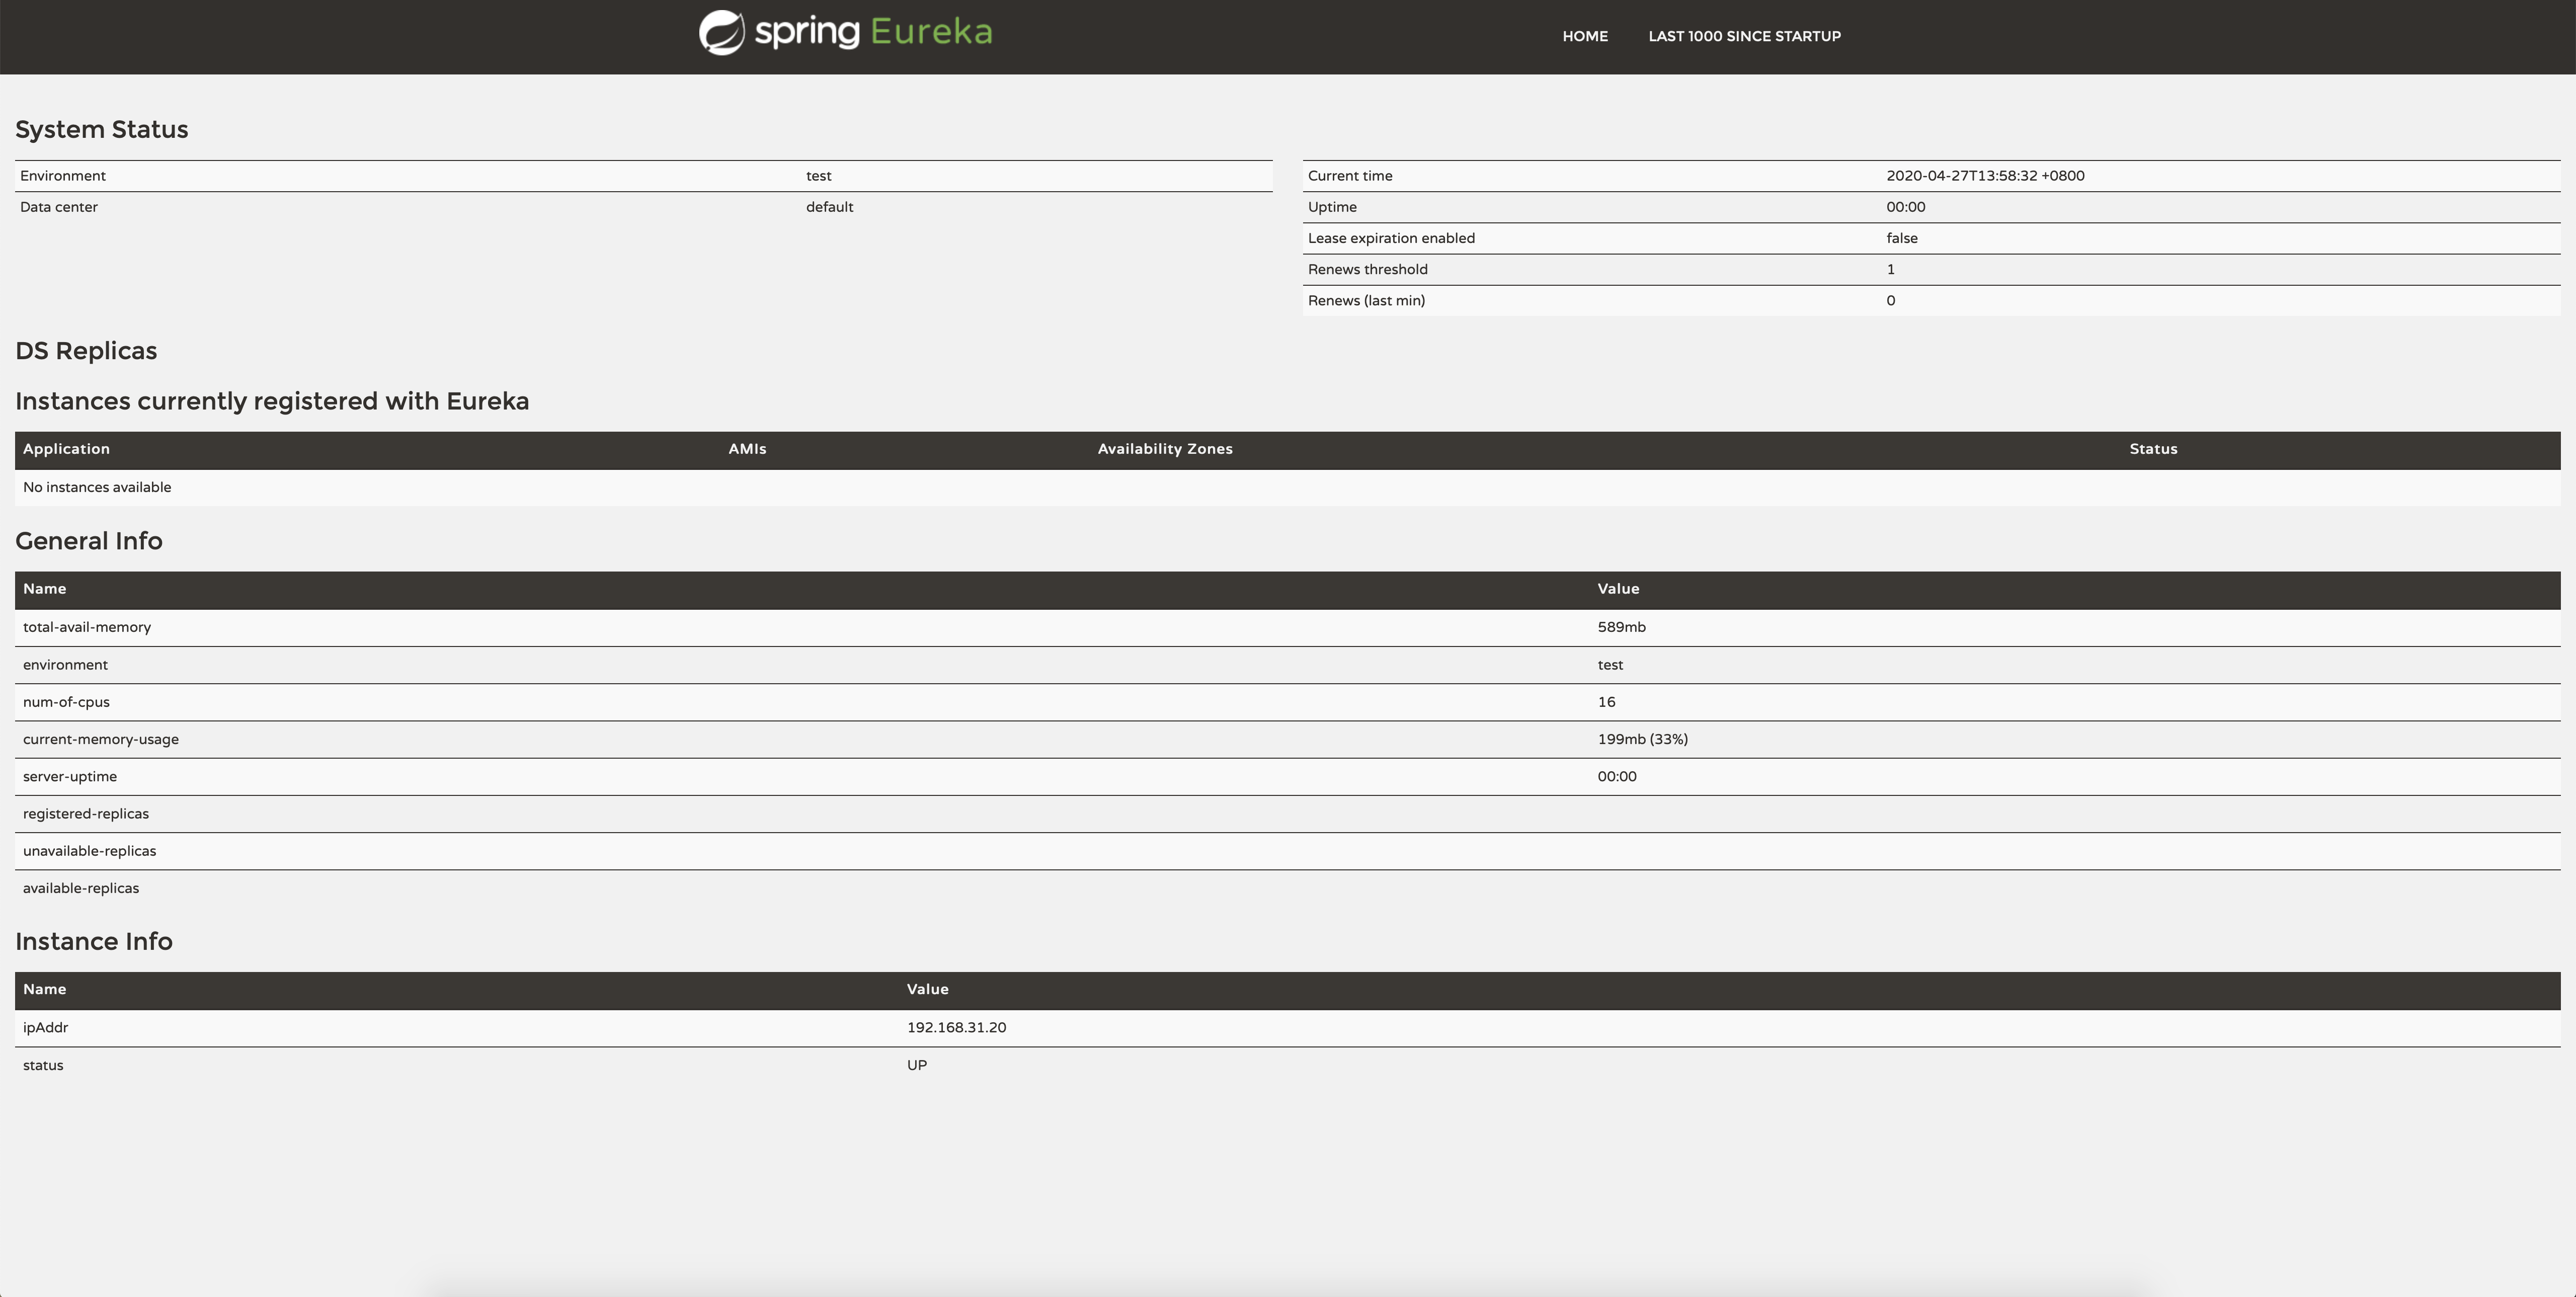 spring Eureka
HOME LAST 1000 SINCE STARTUP
System Status
Environment test
Data center default
Current time 2020-04-27T13:58:32 +0800
Uptime 00:00
Lease expiration enabled false
Renews threshold 1
Renews (last min) 0
DS Replicas
Instances currently registered with Eureka
Application AMIs Availability Zones Status
No instances available
General Info
Name Value
total-avail-memory 589mb
environment test
num-of-cpus 16
current-memory-usage 199mb (33%)
server-uptime 00:00
registered-replicas
unavailable-replicas
available-replicas
Instance Info
Name Value
ipAddr 192.168.31.20
status UP